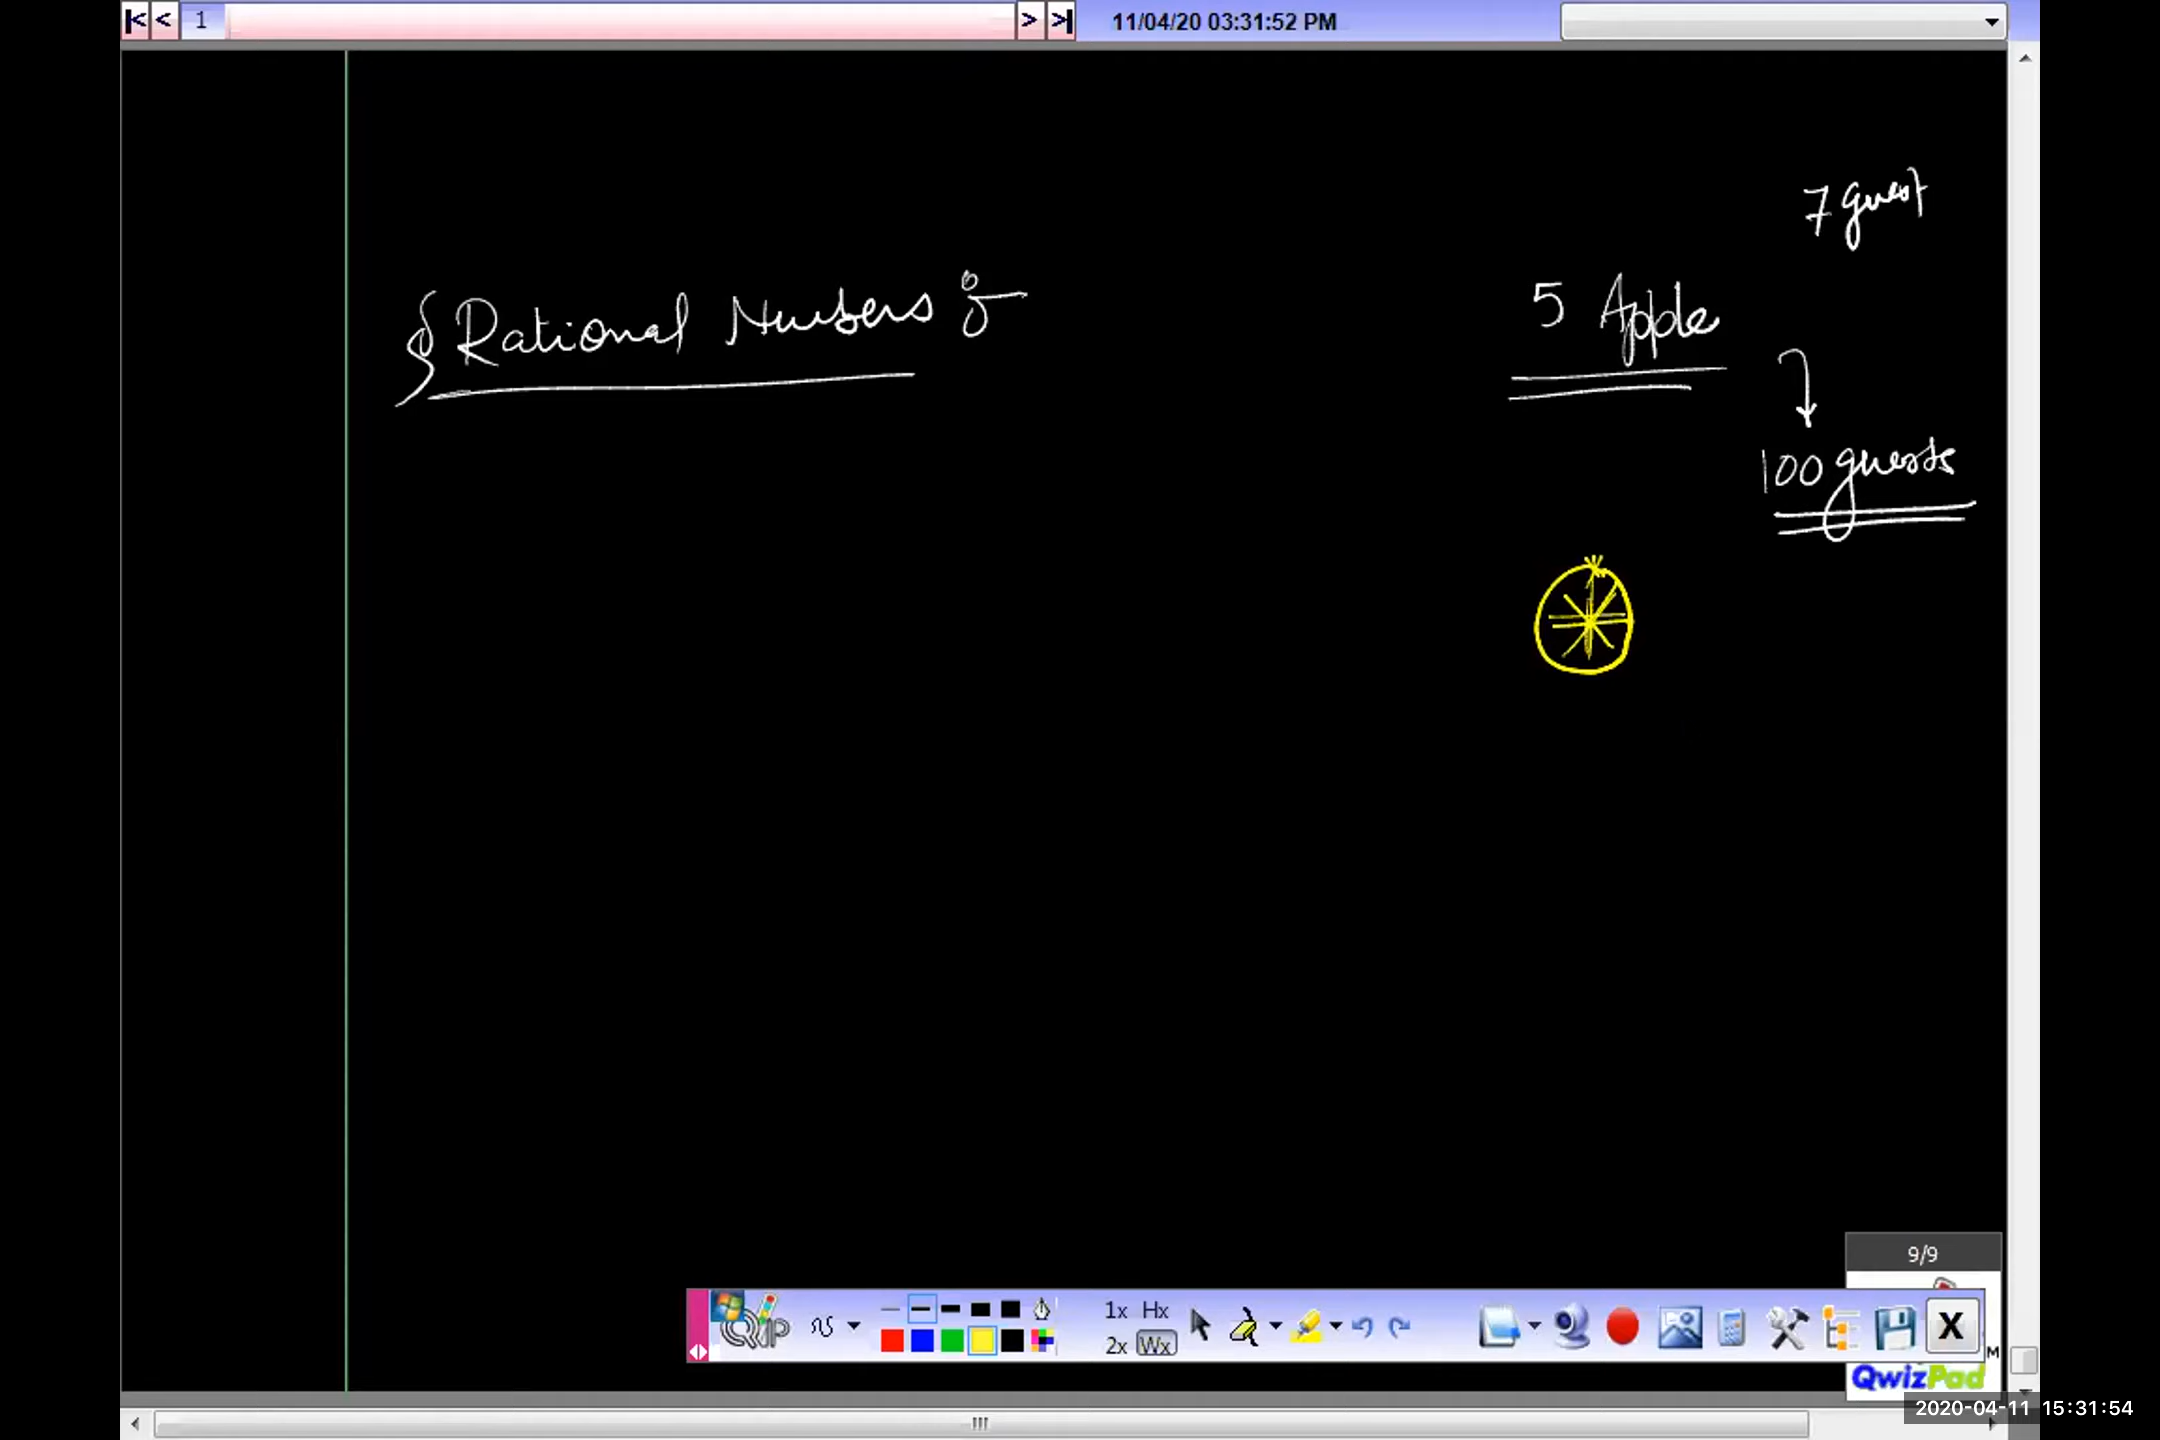 1
11/04/20 03:31:52 PM
7 guest
Rational Numbers :-
5 Apple
100 guests
9/9
1x Hx
2x Wx
X
QwizPad
2020-04-11 15:31:54